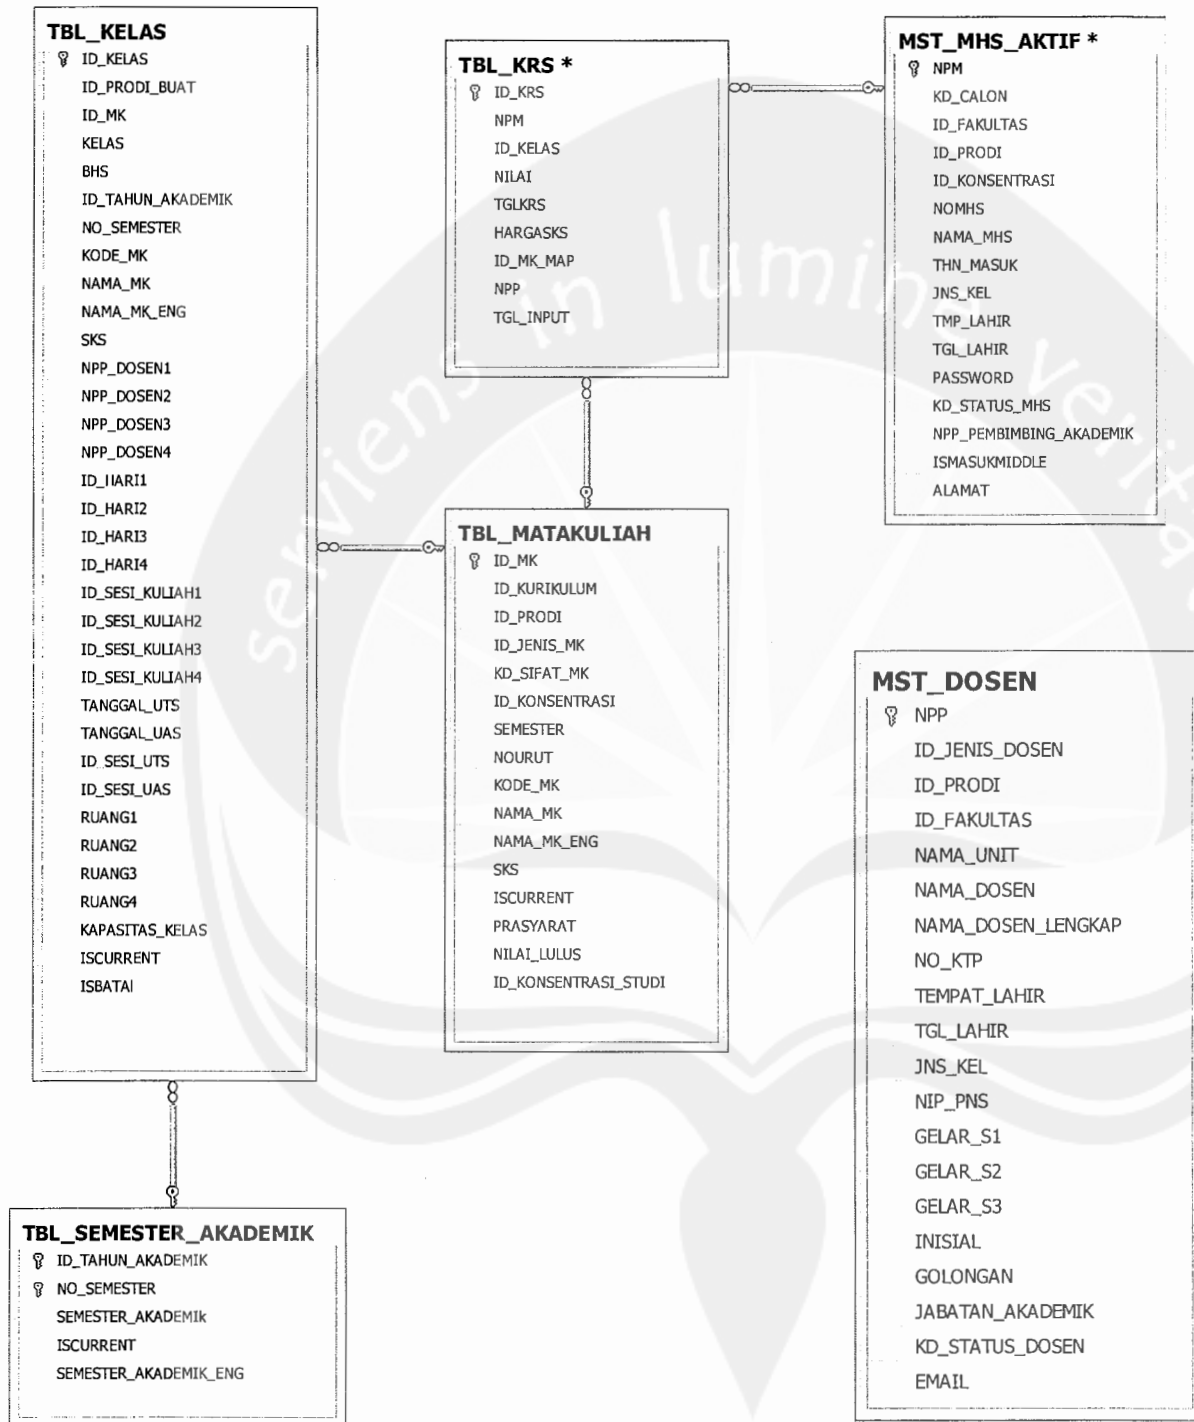 TBL_KELAS
ID_KELAS
ID_PRODI_BUAT
ID_MK
KELAS
BHS
ID_TAHUN_AKADEMIK
NO_SEMESTER
KODE_MK
NAMA_MK
NAMA_MK_ENG
SKS
NPP_DOSEN1
NPP_DOSEN2
NPP_DOSEN3
NPP_DOSEN4
ID_HARI1
ID_HARI2
ID_HARI3
ID_HARI4
ID_SESI_KULIAH1
ID_SESI_KULIAH2
ID_SESI_KULIAH3
ID_SESI_KULIAH4
TANGGAL_UTS
TANGGAL_UAS
ID_SESI_UTS
ID_SESI_UAS
RUANG1
RUANG2
RUANG3
RUANG4
KAPASITAS_KELAS
ISCURRENT
ISBATAl
TBL_KRS *
ID_KRS
NPM
ID_KELAS
NILAI
TGLKRS
HARGASKS
ID_MK_MAP
NPP
TGL_INPUT
MST_MHS_AKTIF *
NPM
KD_CALON
ID_FAKULTAS
ID_PRODI
ID_KONSENTRASI
NOMHS
NAMA_MHS
THN_MASUK
JNS_KEL
TMP_LAHIR
TGL_LAHIR
PASSWORD
KD_STATUS_MHS
NPP_PEMBIMBING_AKADEMIK
ISMASUKMIDDLE
ALAMAT
TBL_MATAKULIAH
ID_MK
ID_KURIKULUM
ID_PRODI
ID_JENIS_MK
KD_SIFAT_MK
ID_KONSENTRASI
SEMESTER
NOURUT
KODE_MK
NAMA_MK
NAMA_MK_ENG
SKS
ISCURRENT
PRASYARAT
NILAI_LULUS
ID_KONSENTRASI_STUDI
MST_DOSEN
NPP
ID_JENIS_DOSEN
ID_PRODI
ID_FAKULTAS
NAMA_UNIT
NAMA_DOSEN
NAMA_DOSEN_LENGKAP
NO_KTP
TEMPAT_LAHIR
TGL_LAHIR
JNS_KEL
NIP_PNS
GELAR_S1
GELAR_S2
GELAR_S3
INISIAL
GOLONGAN
JABATAN_AKADEMIK
KD_STATUS_DOSEN
EMAIL
TBL_SEMESTER_AKADEMIK
ID_TAHUN_AKADEMIK
NO_SEMESTER
SEMESTER_AKADEMIk
ISCURRENT
SEMESTER_AKADEMIK_ENG
serviens in lumine verita